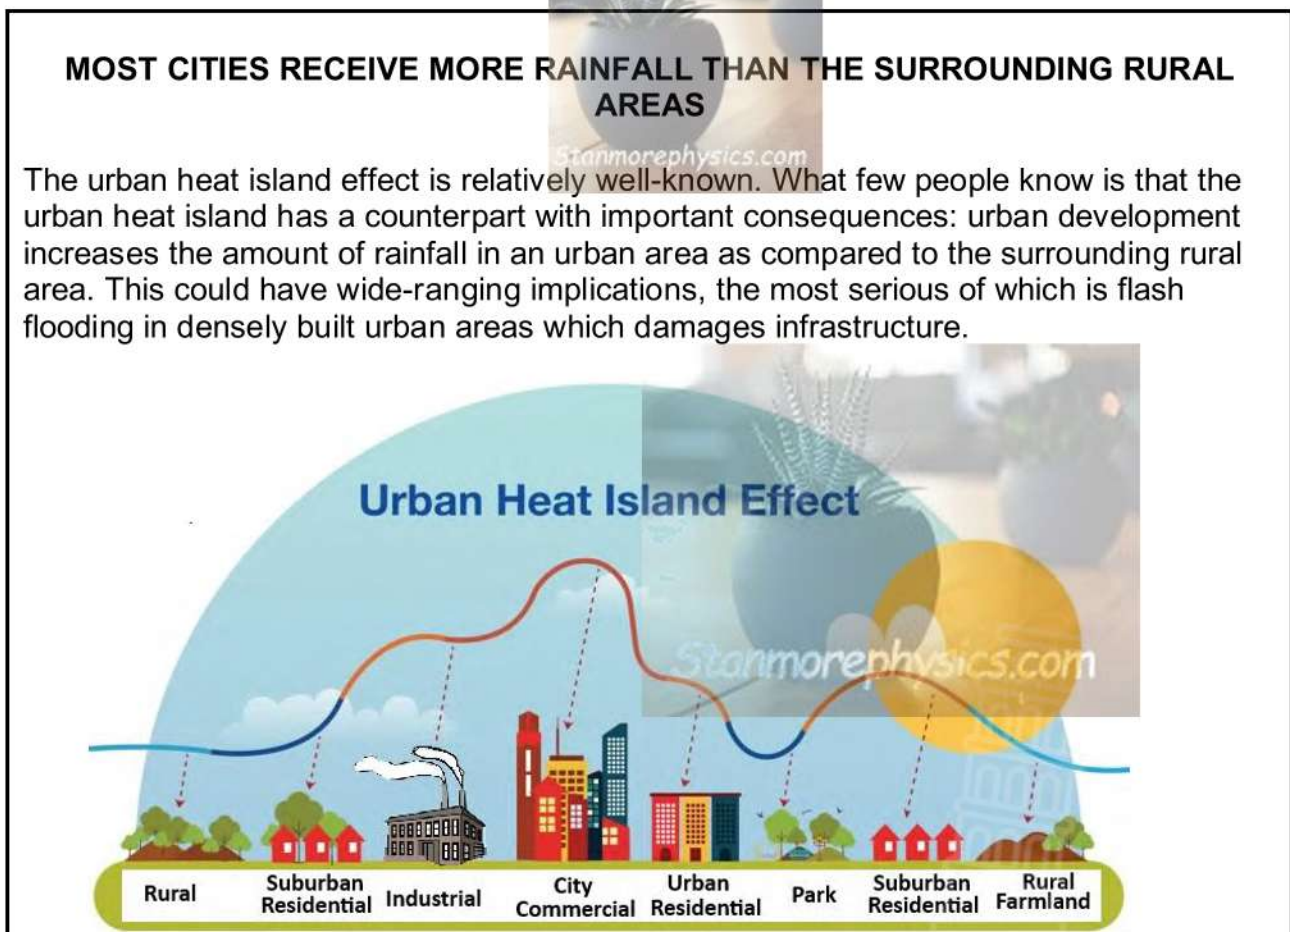 MOST CITIES RECEIVE MORE RAINFALL THAN THE SURROUNDING RURAL
AREAS
Stanmorephysics.com
The urban heat island effect is relatively well-known. What few people know is that the
urban heat island has a counterpart with important consequences: urban development
increases the amount of rainfall in an urban area as compared to the surrounding rural
area. This could have wide-ranging implications, the most serious of which is flash
flooding in densely built urban areas which damages infrastructure.
Urban Heat Island Effect
Stanmorephysics.com
Rural
Suburban
Residential
Industrial
City
Commercial
Urban
Residential
Park
Suburban
Residential
Rural
Farmland